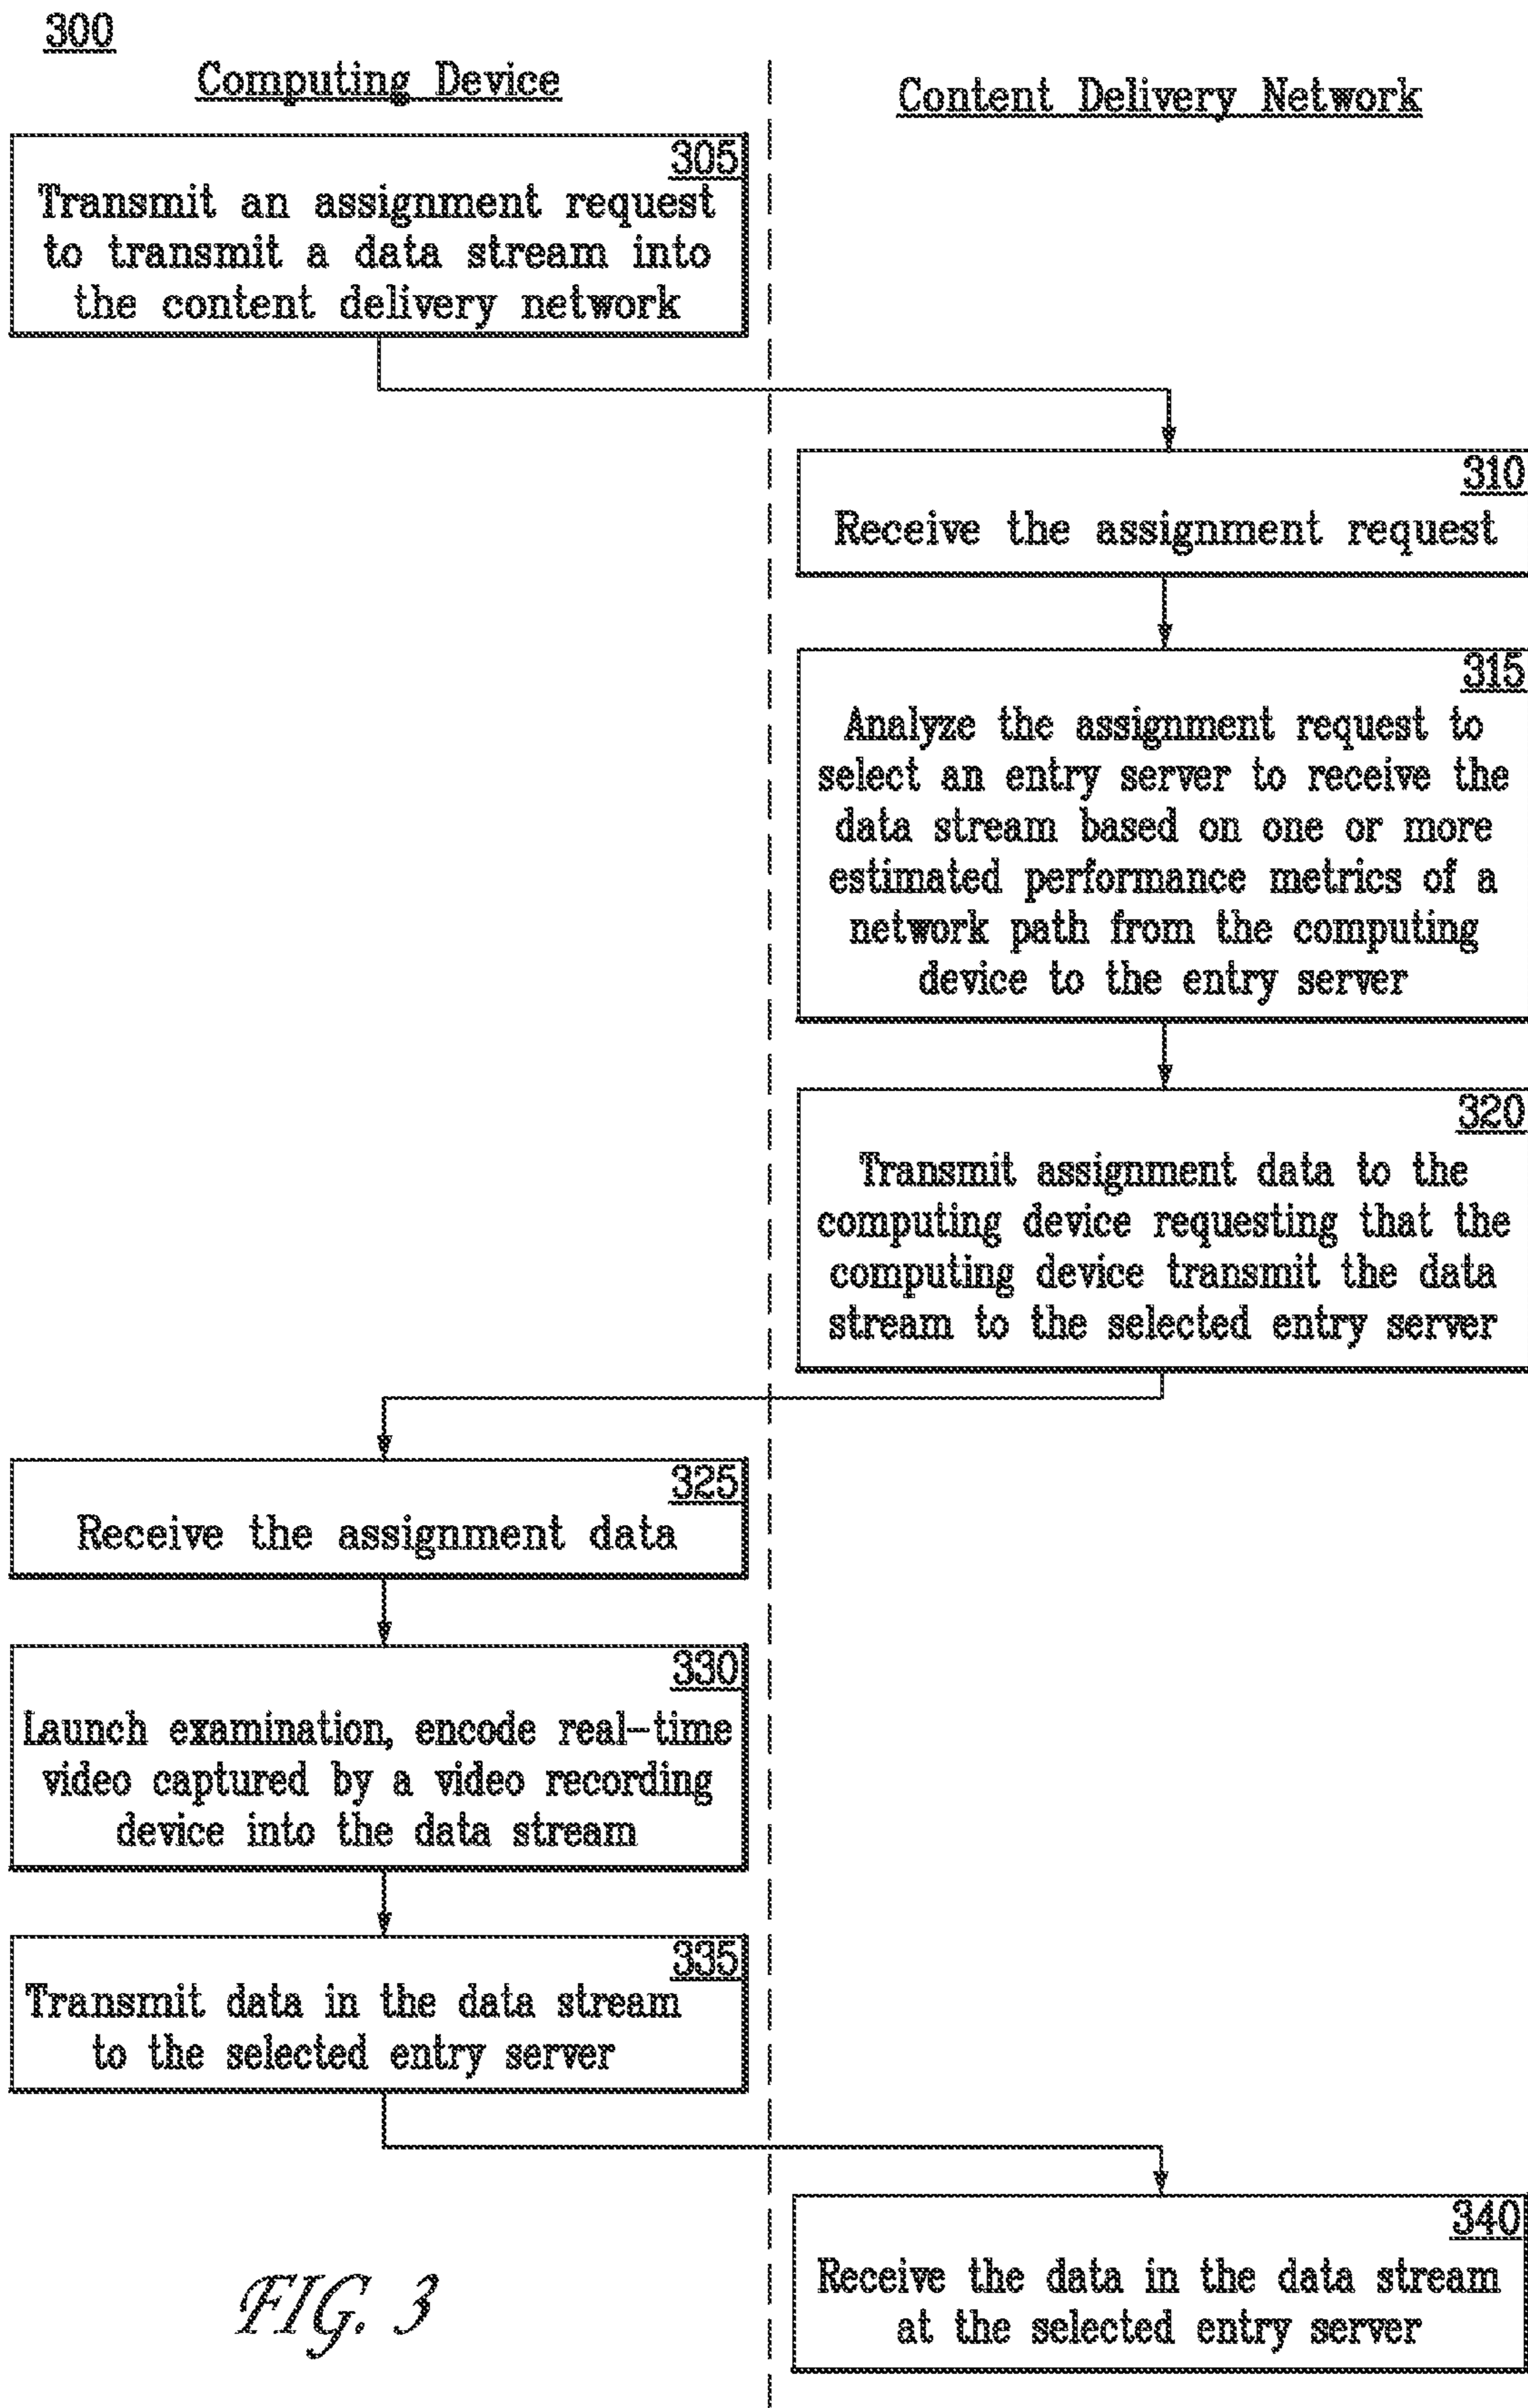 300
Computing Device
Content Delivery Network
305
Transmit an assignment request
to transmit a data stream into
the content delivery network
310
Receive the assignment request
315
Analyze the assignment request to
select an entry server to receive the
data stream based on one or more
estimated performance metrics of a
network path from the computing
device to the entry server
320
Transmit assignment data to the
computing device requesting that the
computing device transmit the data
stream to the selected entry server
325
Receive the assignment data
330
Launch examination, encode real-time
video captured by a video recording
device into the data stream
335
Transmit data in the data stream
to the selected entry server
340
Receive the data in the data stream
at the selected entry server
FIG. 3